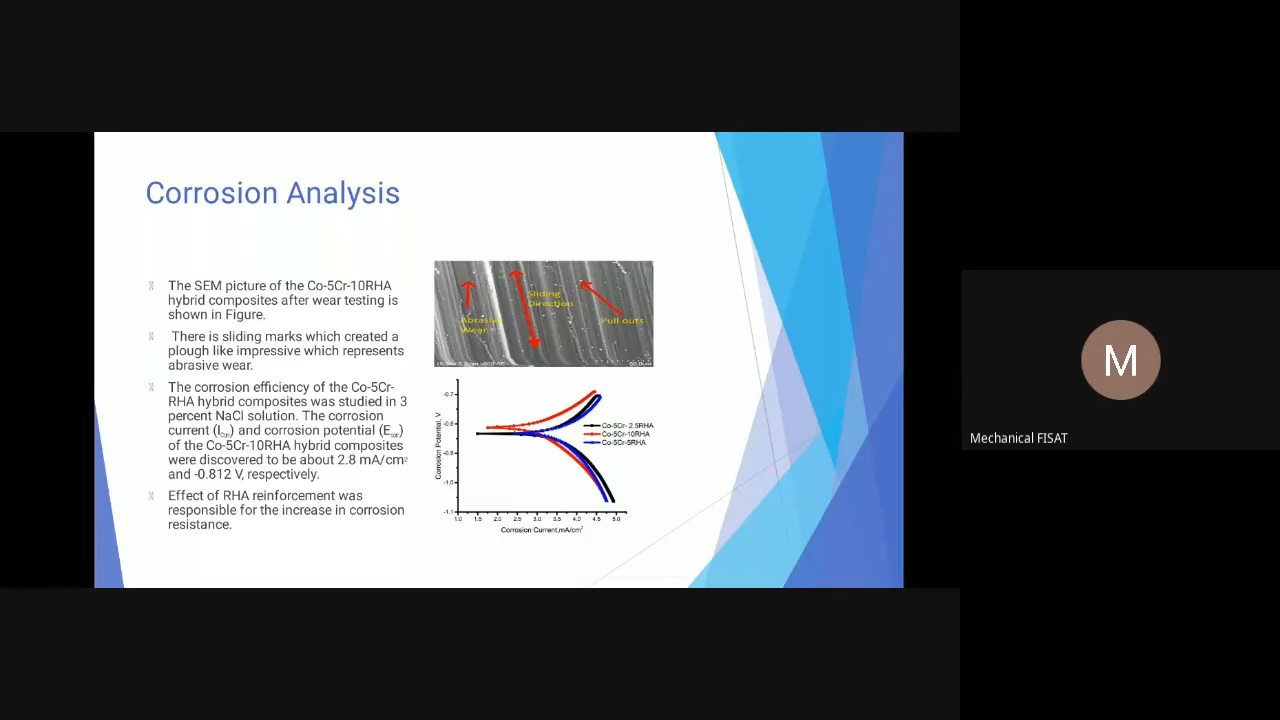 Corrosion Analysis
The SEM picture of the Co-5Cr-10RHA
hybrid composites after wear testing is
shown in Figure.
There is sliding marks which created a
plough like impressive which represents
abrasive wear.
The corrosion efficiency of the Co-5Cr-
RHA hybrid composites was studied in 3
percent NaCl solution. The corrosion
current (Icorr) and corrosion potential (Ecorr)
of the Co-5Cr-10RHA hybrid composites
were discovered to be about 2.8 mA/cm²
and -0.812 V, respectively.
Effect of RHA reinforcement was
responsible for the increase in corrosion
resistance.
Sliding
Direction
Abrasive
Wear
Pull outs
50.0um
Corrosion Potential, V
-0.7
-0.8
-0.9
-1.0
-1.1
Co-5Cr- 2.5RHA
Co-5Cr-10RHA
Co-5Cr-5RHA
1.0 1.5 2.0 2.5 3.0 3.5 4.0 4.5 5.0
Corrosion Current,mA/cm²
M
Mechanical FISAT